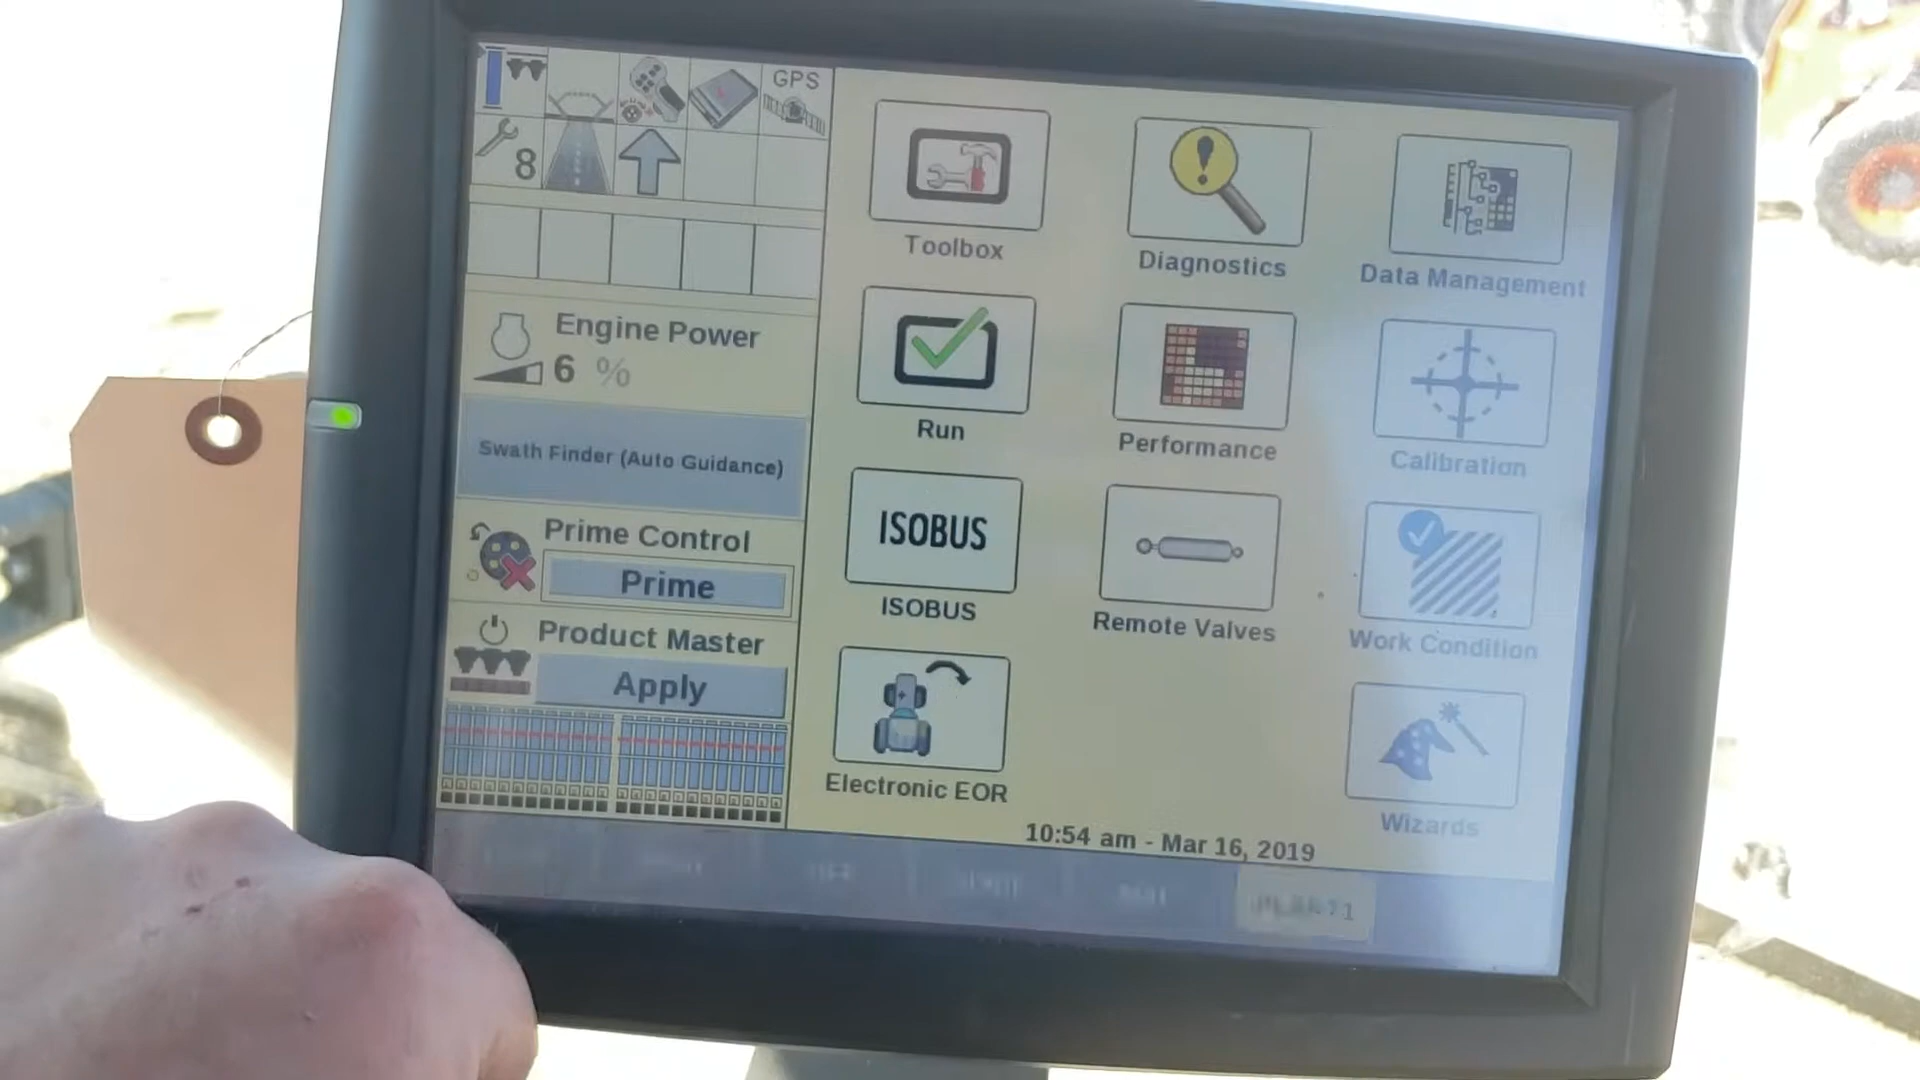 GPS
8
Engine Power
6 %
Swath Finder (Auto Guidance)
Prime Control
Prime
Product Master
Apply
Toolbox
Diagnostics
Data Management
Run
Performance
Calibration
ISOBUS
ISOBUS
Remote Valves
Work Condition
Electronic EOR
Wizards
10:54 am - Mar 16, 2019